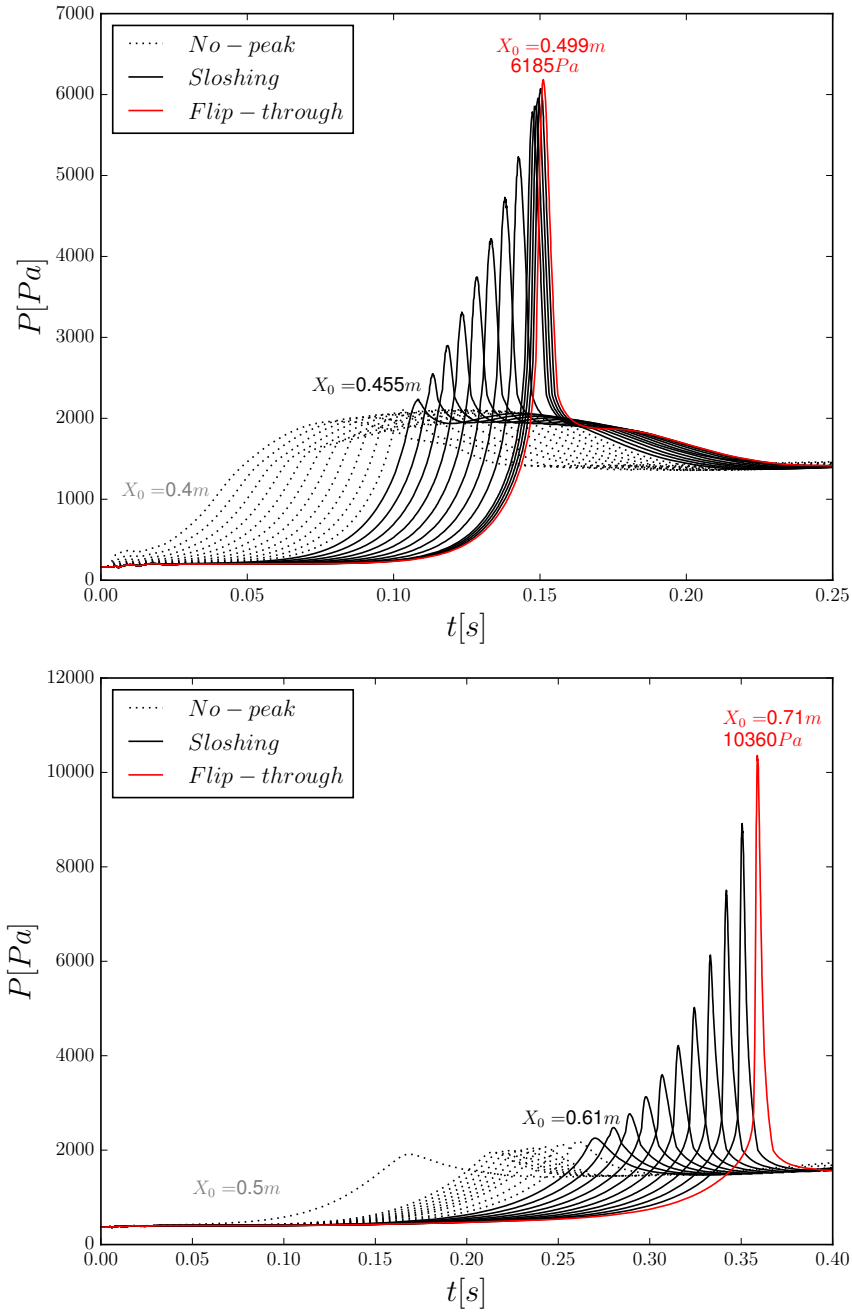 7000
6000
5000
4000
3000
2000
1000
0
P[Pa]
No − peak
Sloshing
Flip − through
X₀ =0.499m
6185Pa
X₀ =0.455m
X₀ =0.4m
0.00 0.05 0.10 0.15 0.20 0.25
t[s]
12000
10000
8000
6000
4000
2000
0
P[Pa]
No − peak
Sloshing
Flip − through
X₀ =0.71m
10360Pa
X₀ =0.61m
X₀ =0.5m
0.00 0.05 0.10 0.15 0.20 0.25 0.30 0.35 0.40
t[s]